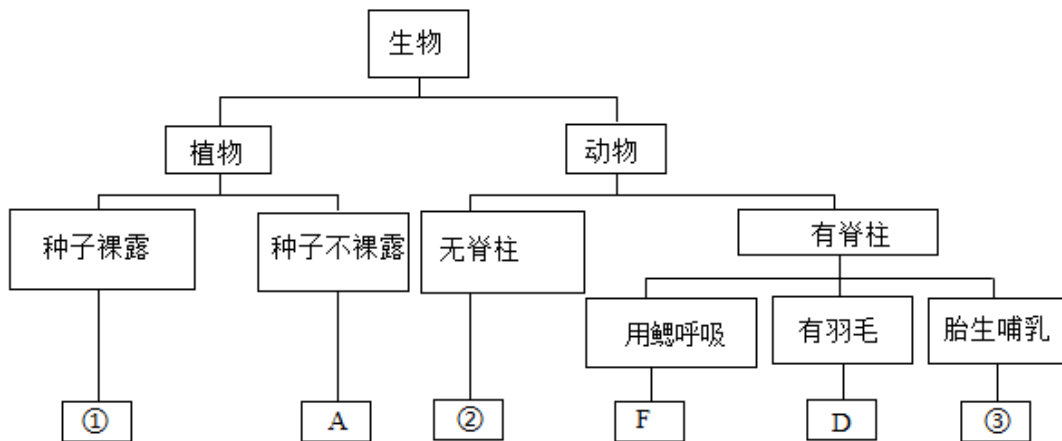 生物
植物
动物
种子裸露
种子不裸露
无脊柱
有脊柱
用鳃呼吸
有羽毛
胎生哺乳
①
A
②
F
D
③